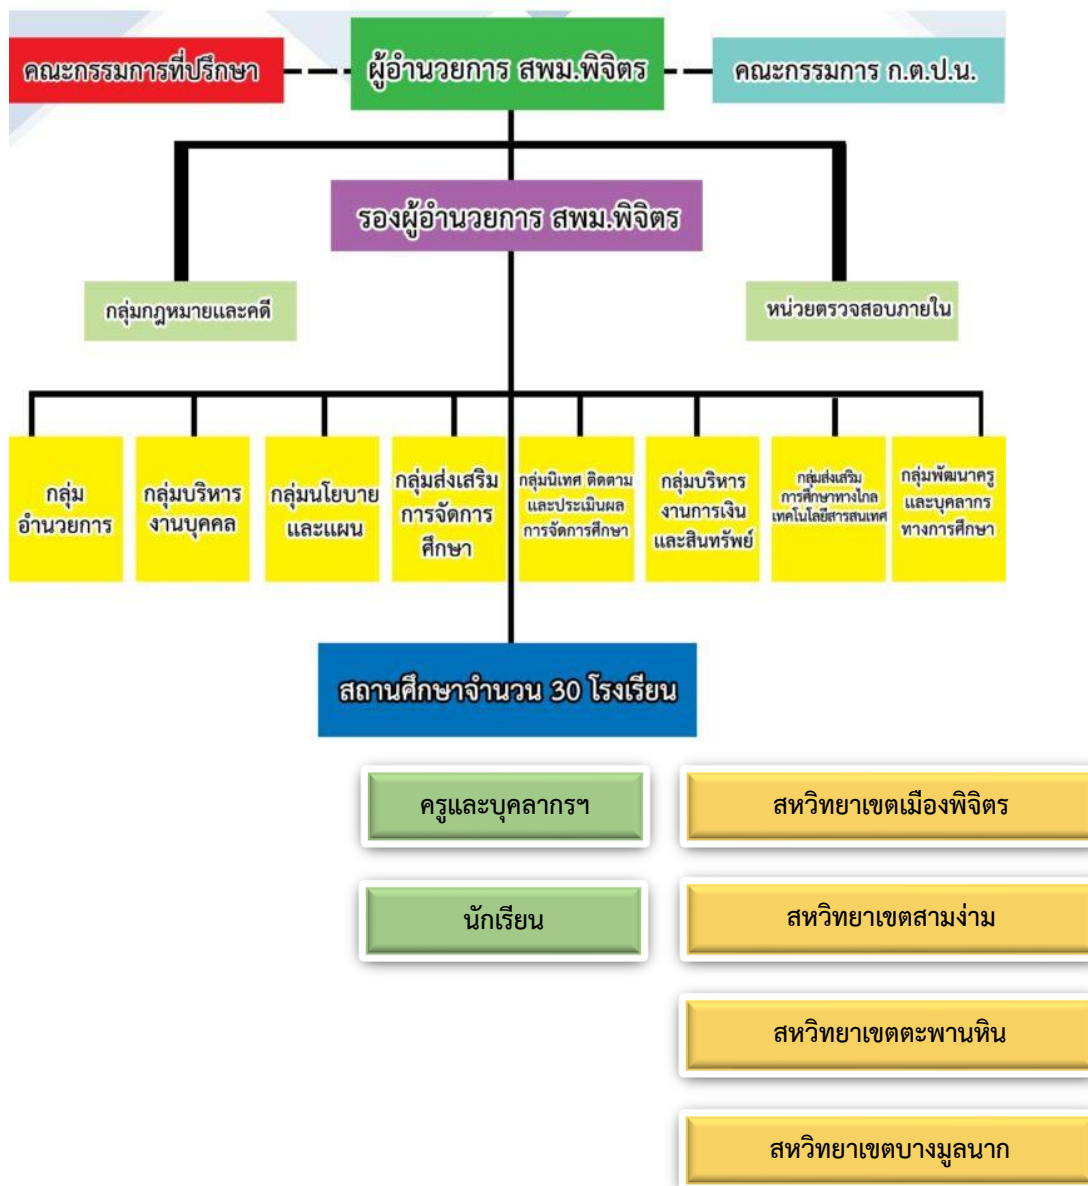 คณะกรรมการที่ปรึกษา
ผู้อำนวยการ สพม.พิจิตร
คณะกรรมการ ก.ต.ป.น.
รองผู้อำนวยการ สพม.พิจิตร
กลุ่มกฎหมายและคดี
หน่วยตรวจสอบภายใน
กลุ่ม
อำนวยการ
กลุ่มบริหาร
งานบุคคล
กลุ่มนโยบาย
และแผน
กลุ่มส่งเสริม
การจัดการ
ศึกษา
กลุ่มนิเทศ ติดตาม
และประเมินผล
การจัดการศึกษา
กลุ่มบริหาร
งานการเงิน
และสินทรัพย์
กลุ่มส่งเสริม
การศึกษาทางไกล
เทคโนโลยีสารสนเทศ
กลุ่มพัฒนาครู
และบุคลากร
ทางการศึกษา
สถานศึกษาจำนวน 30 โรงเรียน
ครูและบุคลากรฯ
สหวิทยาเขตเมืองพิจิตร
นักเรียน
สหวิทยาเขตสามง่าม
สหวิทยาเขตตะพานหิน
สหวิทยาเขตบางมูลนาก